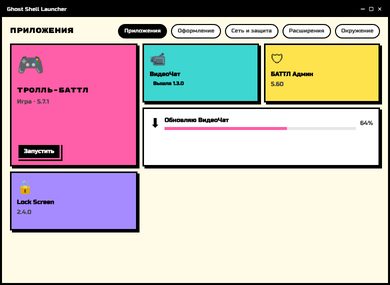 Ghost Shell Launcher
ПРИЛОЖЕНИЯ
Приложения
Оформление
Сеть и защита
Расширения
Окружение
ТРОЛЛЬ-БАТТЛ
Игра · 5.7.1
Запустить
ВидеоЧат
Вышла 1.3.0
БАТТЛ Админ
5.60
Обновляю ВидеоЧат
64%
Lock Screen
2.4.0